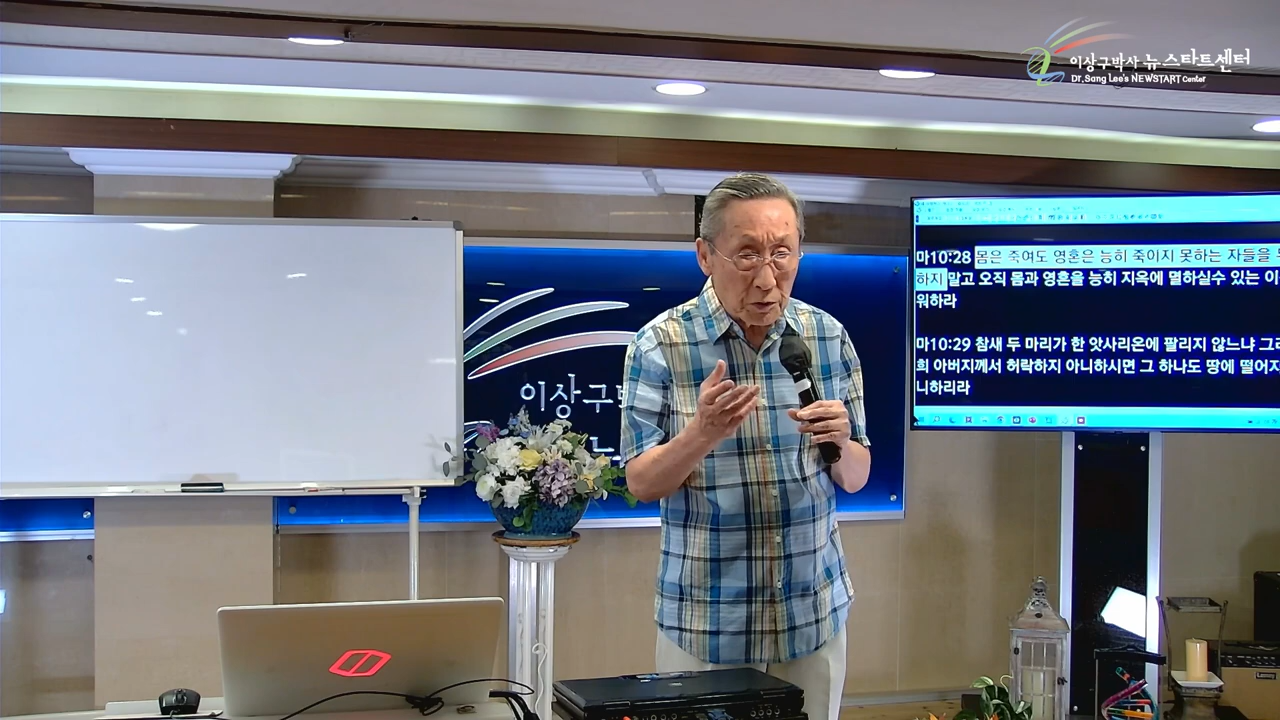 이상구박사 뉴스타트센터
Dr. Sang Lee's NEWSTART Center
마10:28 몸은 죽여도 영혼은 능히 죽이지 못하는 자들을
하지 말고 오직 몸과 영혼을 능히 지옥에 멸하실수 있는 이
워하라
마10:29 참새 두 마리가 한 앗사리온에 팔리지 않느냐 그러
희 아버지께서 허락하지 아니하시면 그 하나도 땅에 떨어지
니하리라
이상구